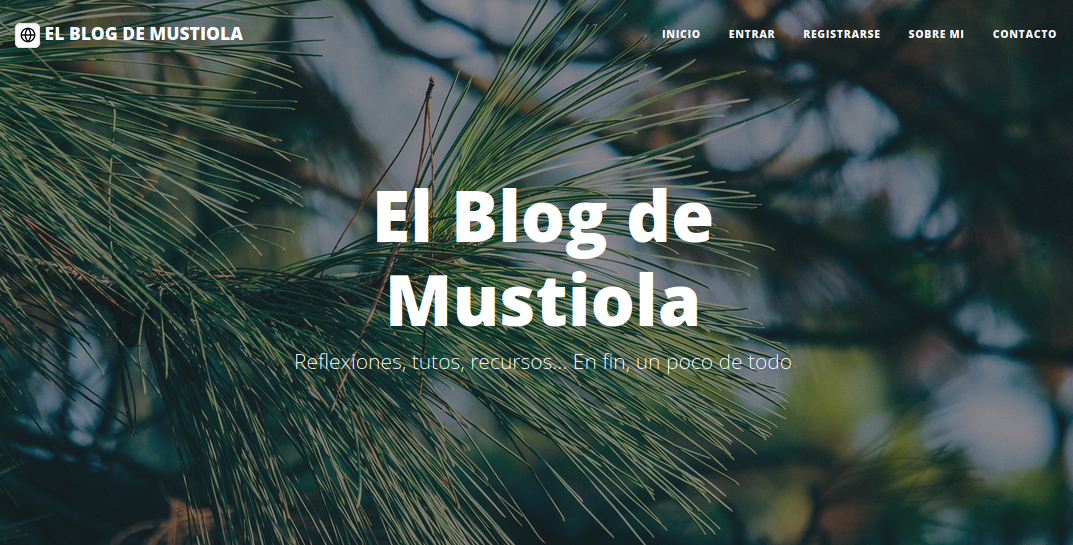 EL BLOG DE MUSTIOLA
INICIO
ENTRAR
REGISTRARSE
SOBRE MI
CONTACTO
El Blog de
Mustiola
Reflexiones, tutos, recursos... En fin, un poco de todo